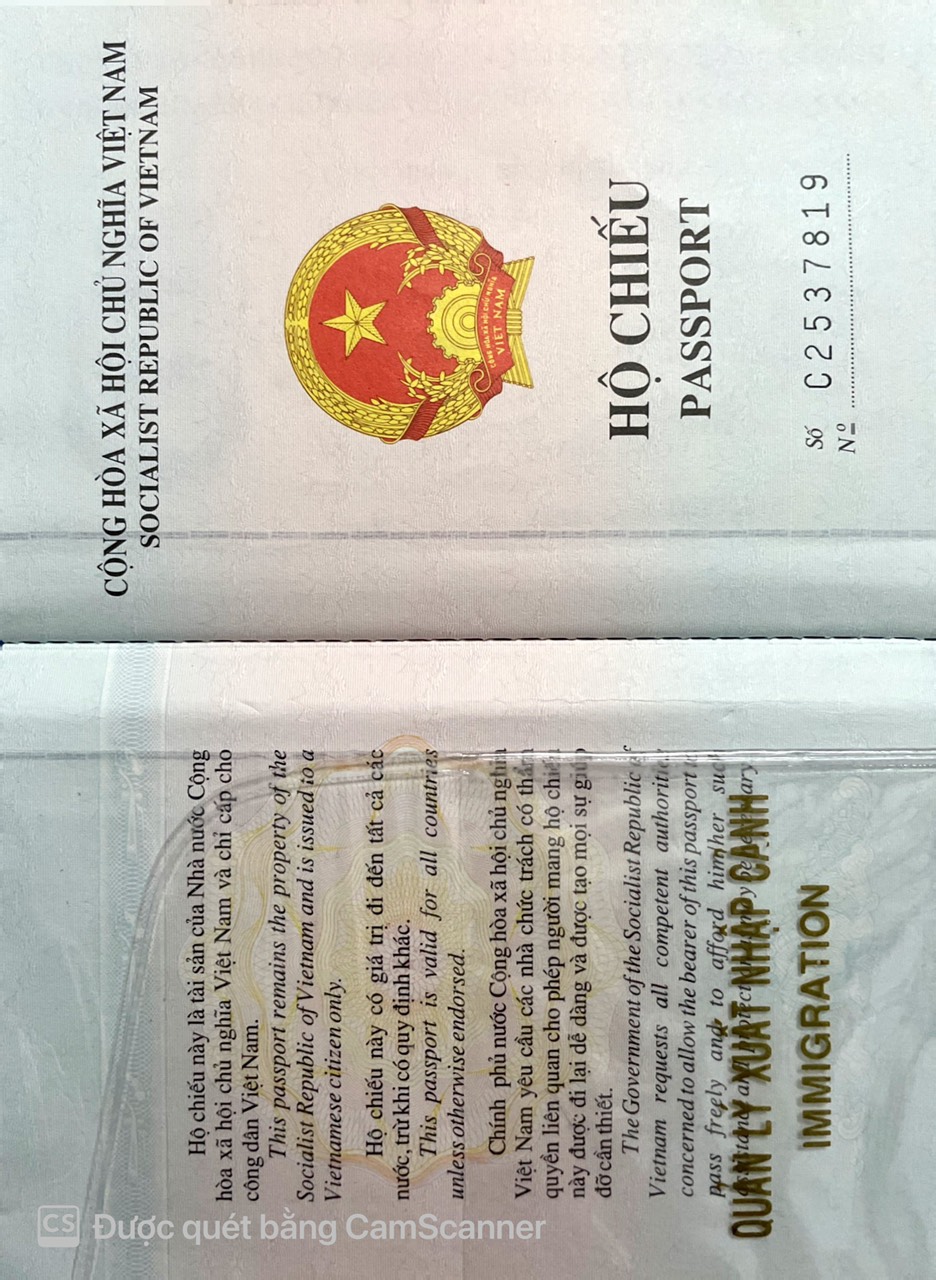 Được quét bằng CamScanner
Hộ chiếu này là tài sản của Nhà nước Cộng
hòa xã hội chủ nghĩa Việt Nam và chỉ cấp cho
công dân Việt Nam.
This passport remains the property of the
Socialist Republic of Vietnam and is issued to a
Vietnamese citizen only.
Hộ chiếu này có giá trị đi đến tất cả các
nước, trừ khi có quy định khác.
This passport is valid for all countries
unless otherwise endorsed.
Chính phủ nước Cộng hòa xã hội chủ nghĩa
Việt Nam yêu cầu các nhà chức trách có thẩm
quyền liên quan cho phép người mang hộ chiếu
này được đi lại dễ dàng và được tạo mọi sự giúp
đỡ cần thiết.
The Government of the Socialist Republic of
Vietnam requests all competent authorities
concerned to allow the bearer of this passport to
pass freely and to afford him/her such
assistance and protection as may be necessary.
QUẢN LÝ XUẤT NHẬP CẢNH
IMMIGRATION
CỘNG HÒA XÃ HỘI CHỦ NGHĨA VIỆT NAM
SOCIALIST REPUBLIC OF VIETNAM
CỘNG HÒA XÃ HỘI CHỦ NGHĨA
VIỆT NAM
HỘ CHIẾU
PASSPORT
Số
Nº C2537819